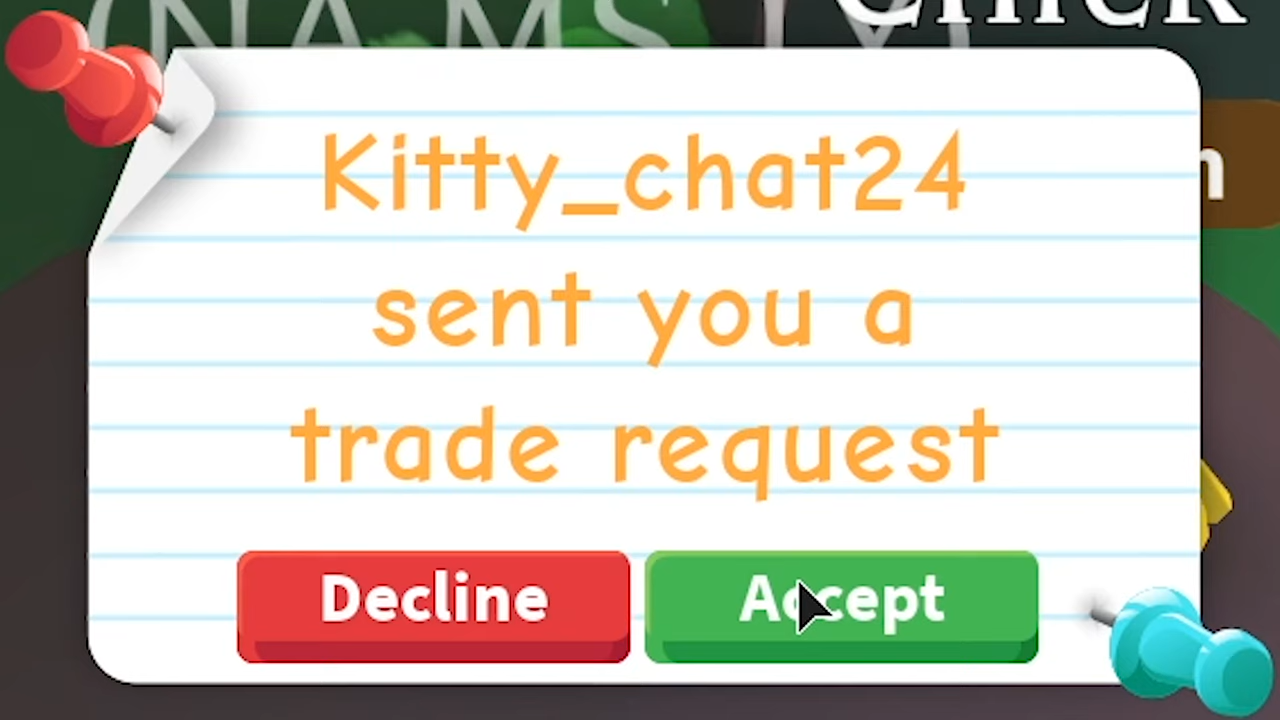 Kitty_chat24
sent you a
trade request
Decline
Accept